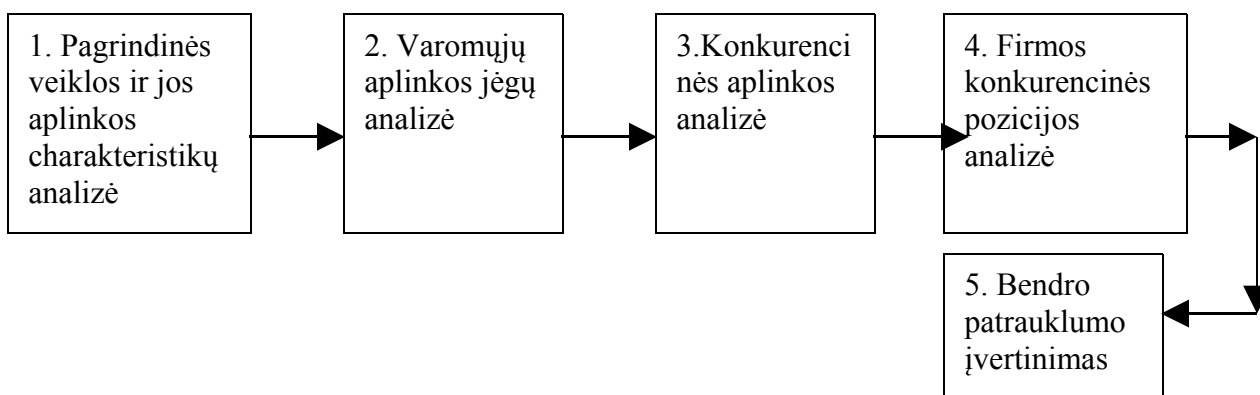 1. Pagrindinės
veiklos ir jos
aplinkos
charakteristikų
analizė
2. Varomųjų
aplinkos jėgų
analizė
3.Konkurenci
nės aplinkos
analizė
4. Firmos
konkurencinės
pozicijos
analizė
5. Bendro
patrauklumo
įvertinimas